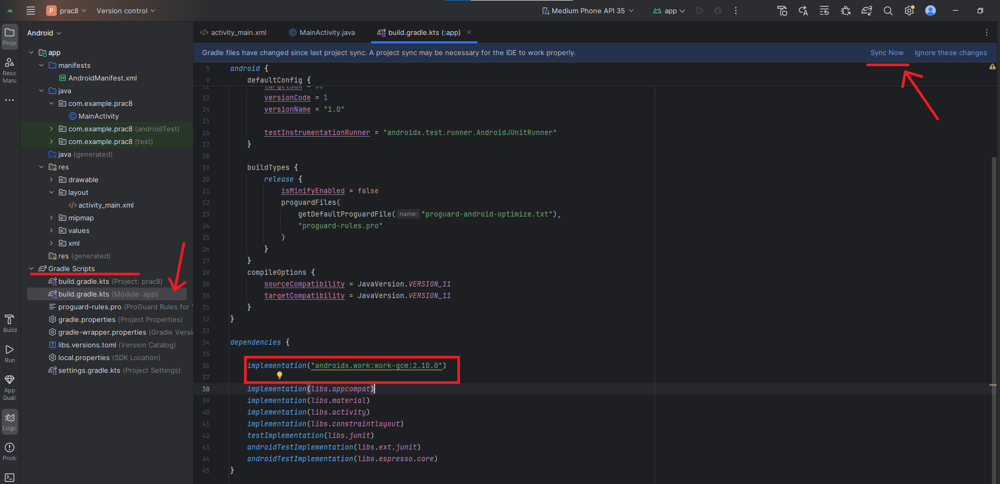 P prac8 Version control Medium Phone API 35 app
Android
activity_main.xml MainActivity.java build.gradle.kts (:app)
Gradle files have changed since last project sync. A project sync may be necessary for the IDE to work properly. Sync Now Ignore these changes
Proje
Reso
Mana
app
manifests
AndroidManifest.xml
java
com.example.prac8
MainActivity
com.example.prac8 (androidTest)
com.example.prac8 (test)
java (generated)
res
drawable
layout
activity_main.xml
mipmap
values
xml
res (generated)
Gradle Scripts
build.gradle.kts (Project: prac8)
build.gradle.kts (Module :app)
proguard-rules.pro (ProGuard Rules for "
gradle.properties (Project Properties)
gradle-wrapper.properties (Gradle Versi
libs.versions.toml (Version Catalog)
local.properties (SDK Location)
settings.gradle.kts (Project Settings)
Build
Run
App
Quali
Logc
Probl
5 android {
9 defaultConfig {
12 targetSdk = 35
13 versionCode = 1
14 versionName = "1.0"
15
16 testInstrumentationRunner = "androidx.test.runner.AndroidJUnitRunner"
17 }
18
19 buildTypes {
20 release {
21 isMinifyEnabled = false
22 proguardFiles(
23 getDefaultProguardFile( name: "proguard-android-optimize.txt"),
24 "proguard-rules.pro"
25 )
26 }
27 }
28 compileOptions {
29 sourceCompatibility = JavaVersion.VERSION_11
30 targetCompatibility = JavaVersion.VERSION_11
31 }
32 }
33
34 dependencies {
35
36 implementation("androidx.work:work-gcm:2.10.0")
37
38 implementation(libs.appcompat)
39 implementation(libs.material)
40 implementation(libs.activity)
41 implementation(libs.constraintlayout)
42 testImplementation(libs.junit)
43 androidTestImplementation(libs.ext.junit)
44 androidTestImplementation(libs.espresso.core)
45 }